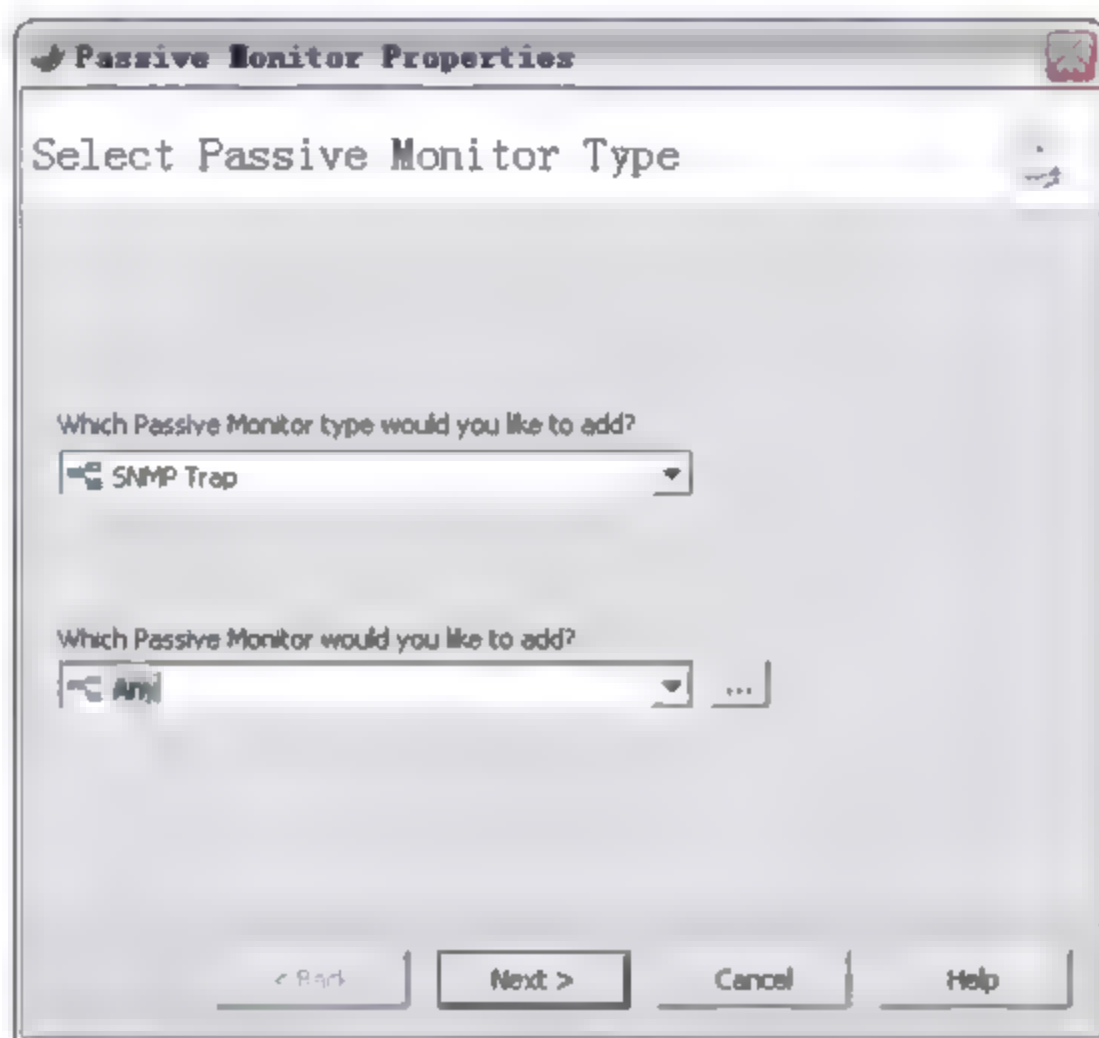 Passive Monitor Properties
Select Passive Monitor Type
Which Passive Monitor type would you like to add?
SNMP Trap
Which Passive Monitor would you like to add?
Any
...
< Back
Next >
Cancel
Help